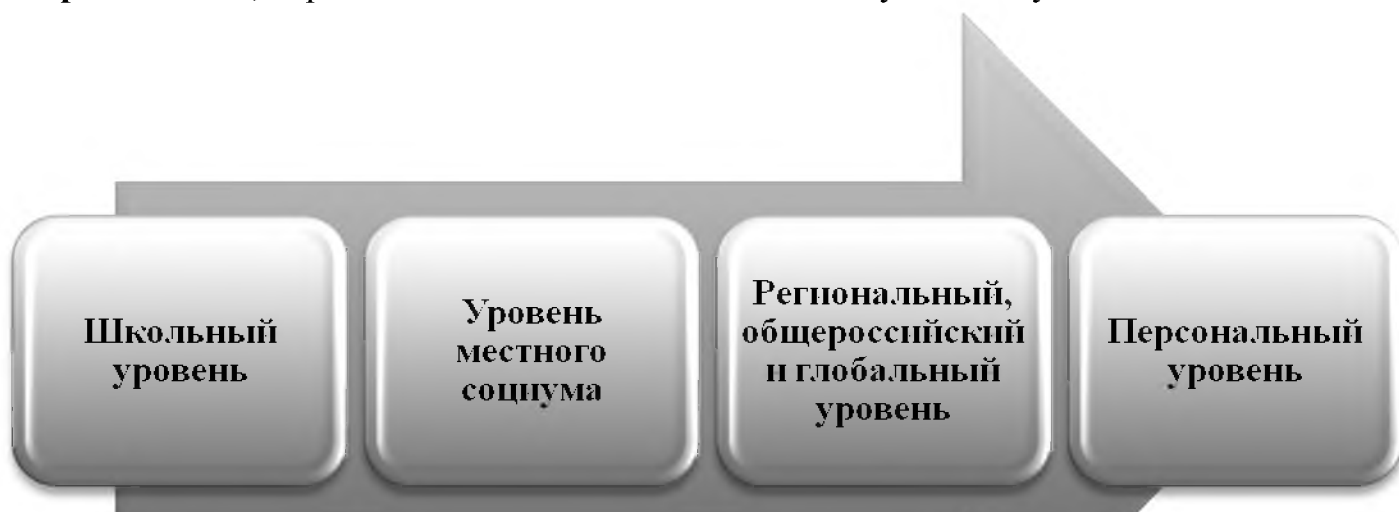 Школьный
уровень
Уровень
местного
социума
Региональный,
общероссийский
и глобальный
уровень
Персональный
уровень